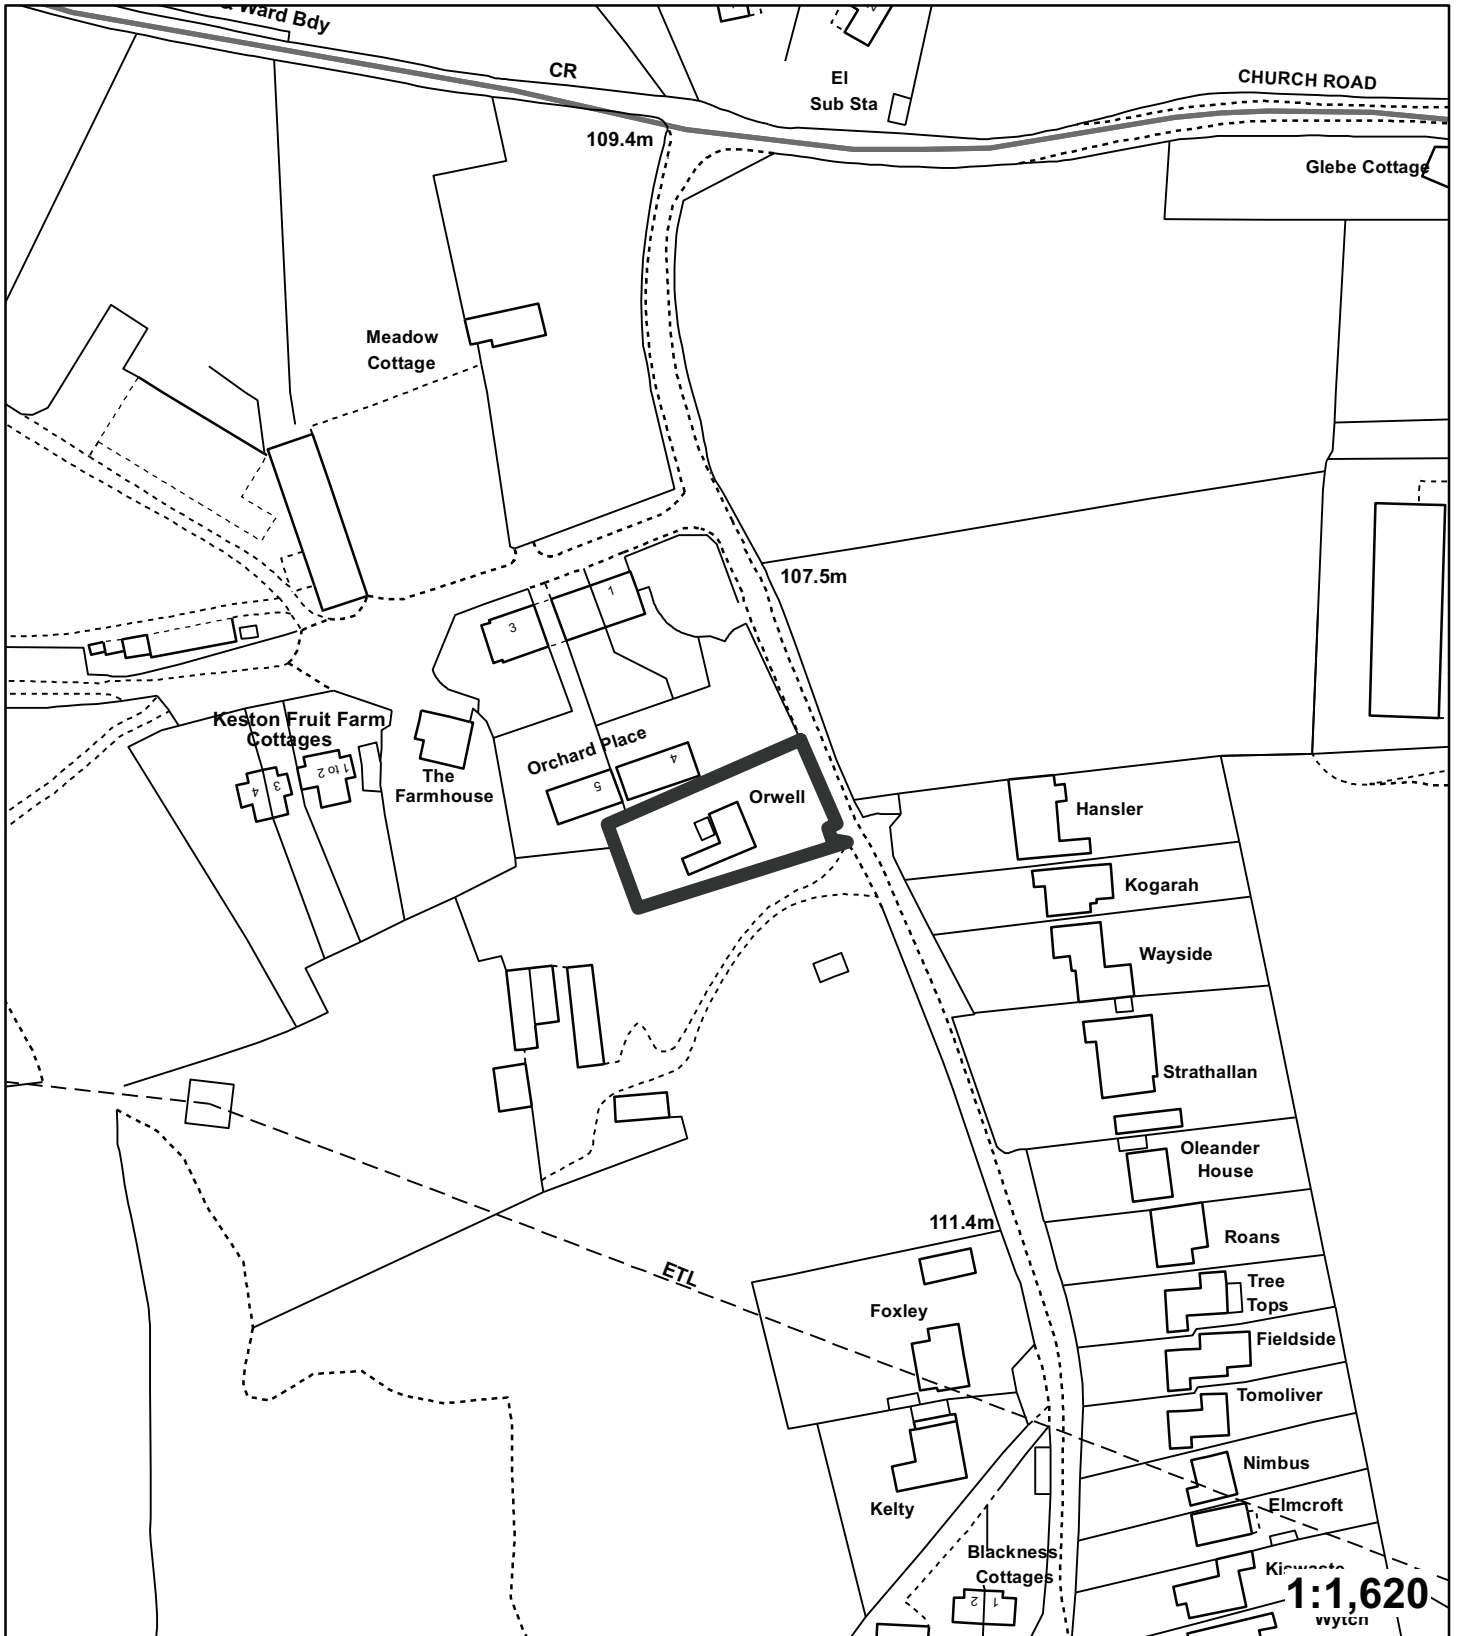 Ward Bdy
CR
El
Sub Sta
CHURCH ROAD
109.4m
Glebe Cottage
Meadow
Cottage
107.5m
1
3
Keston Fruit Farm
Cottages
Orchard Place
The
Farmhouse
4
5
4
3
1 to 2
Orwell
Hansler
Kogarah
Wayside
Strathallan
Oleander
House
111.4m
Roans
ETL
Tree
Tops
Foxley
Fieldside
Tomoliver
Nimbus
Kelty
Elmcroft
Blackness
Cottages
2
1
1:1,620
Wytch